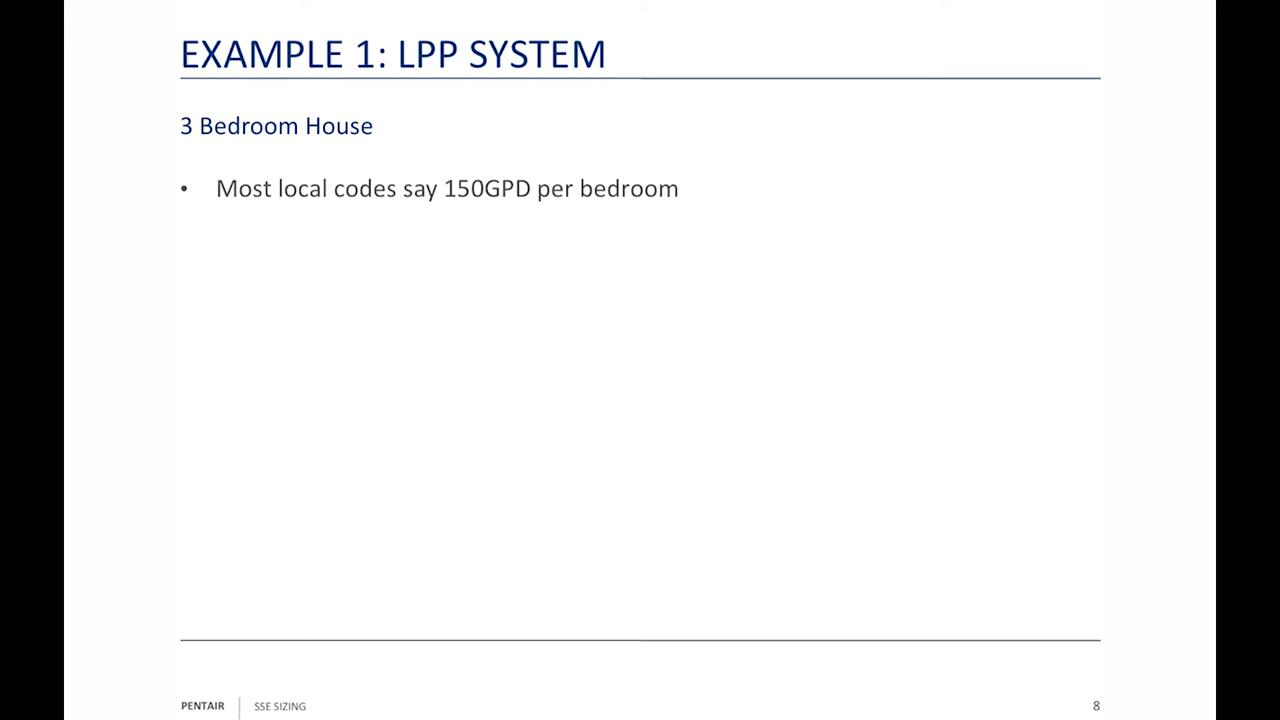 EXAMPLE 1: LPP SYSTEM
3 Bedroom House
• Most local codes say 150GPD per bedroom
PENTAIR | SSE SIZING 8